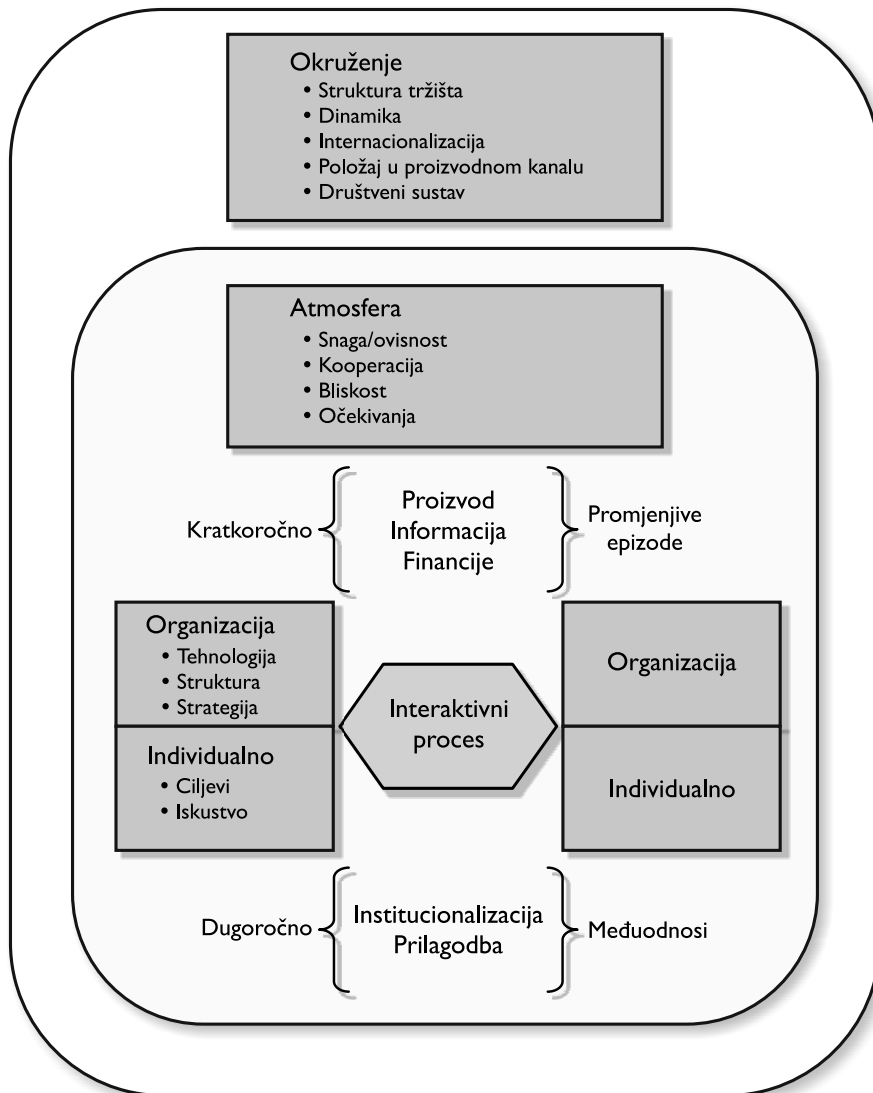 Okruženje
• Struktura tržišta
• Dinamika
• Internacionalizacija
• Položaj u proizvodnom kanalu
• Društveni sustav
Atmosfera
• Snaga/ovisnost
• Kooperacija
• Bliskost
• Očekivanja
Kratkoročno
Proizvod
Informacija
Financije
Promjenjive
epizode
Organizacija
• Tehnologija
• Struktura
• Strategija
Individualno
• Ciljevi
• Iskustvo
Interaktivni
proces
Organizacija
Individualno
Dugoročno
Institucionalizacija
Prilagodba
Međuodnosi